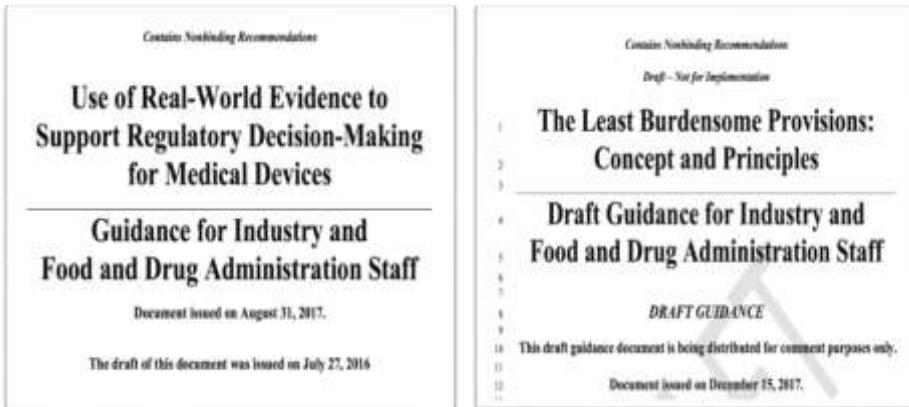 Contains Nonbinding Recommendations
Use of Real-World Evidence to
Support Regulatory Decision-Making
for Medical Devices
Guidance for Industry and
Food and Drug Administration Staff
Document issued on August 31, 2017.
The draft of this document was issued on July 27, 2016
Contains Nonbinding Recommendations
Draft – Not for Implementation
1 The Least Burdensome Provisions:
2 Concept and Principles
3
4 Draft Guidance for Industry and
5 Food and Drug Administration Staff
6
7
8 DRAFT GUIDANCE
9
10 This draft guidance document is being distributed for comment purposes only.
11
12 Document issued on December 15, 2017.